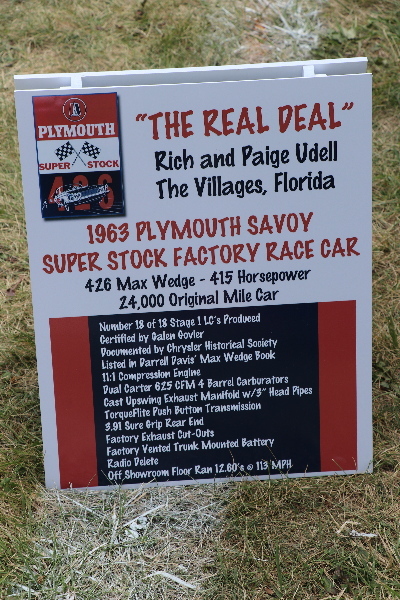 PLYMOUTH
SUPER STOCK
426
"THE REAL DEAL"
Rich and Paige Udell
The Villages, Florida
1963 PLYMOUTH SAVOY
SUPER STOCK FACTORY RACE CAR
426 Max Wedge - 415 Horsepower
24,000 Original Mile Car
Number 18 of 18 Stage 1 LC's Produced
Certified by Galen Govier
Documented by Chrysler Historical Society
Listed in Darrell Davis' Max Wedge Book
11:1 Compression Engine
Dual Carter 625 CFM 4 Barrel Carburators
Cast Upswing Exhaust Manifold w/3" Head Pipes
TorqueFlite Push Button Transmission
3.91 Sure Grip Rear End
Factory Exhaust Cut-Outs
Factory Vented Trunk Mounted Battery
Radio Delete
Off Showroom Floor Ran 12.60's @ 113 MPH